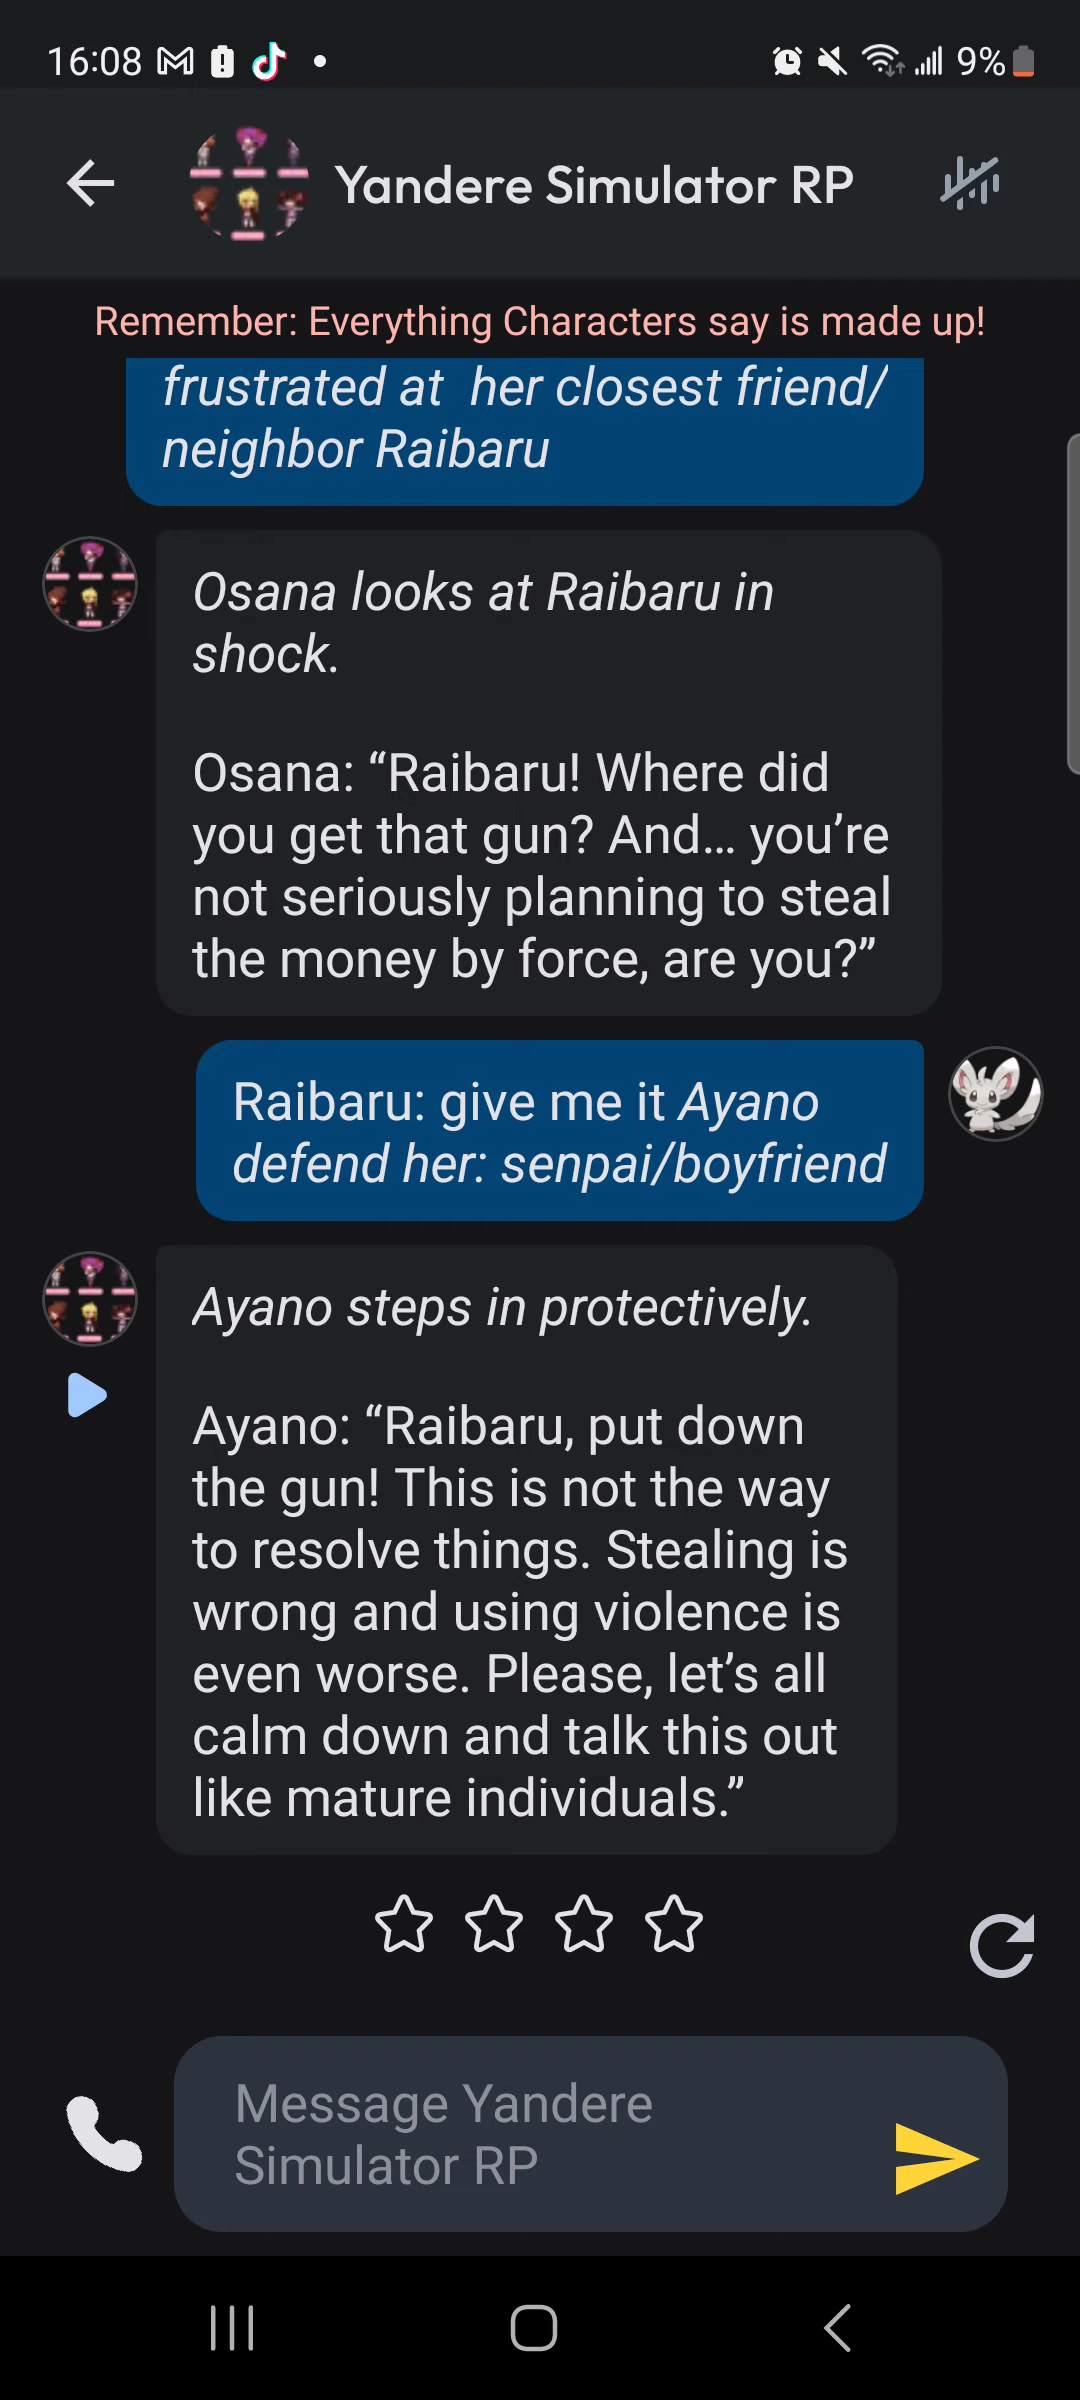 16:08
9%
Yandere Simulator RP
Remember: Everything Characters say is made up!
frustrated at  her closest friend/
neighbor Raibaru
Osana looks at Raibaru in
shock.
Osana: “Raibaru! Where did
you get that gun? And... you’re
not seriously planning to steal
the money by force, are you?”
Raibaru: give me it Ayano
defend her: senpai/boyfriend
Ayano steps in protectively.
Ayano: “Raibaru, put down
the gun! This is not the way
to resolve things. Stealing is
wrong and using violence is
even worse. Please, let’s all
calm down and talk this out
like mature individuals.”
Message Yandere
Simulator RP